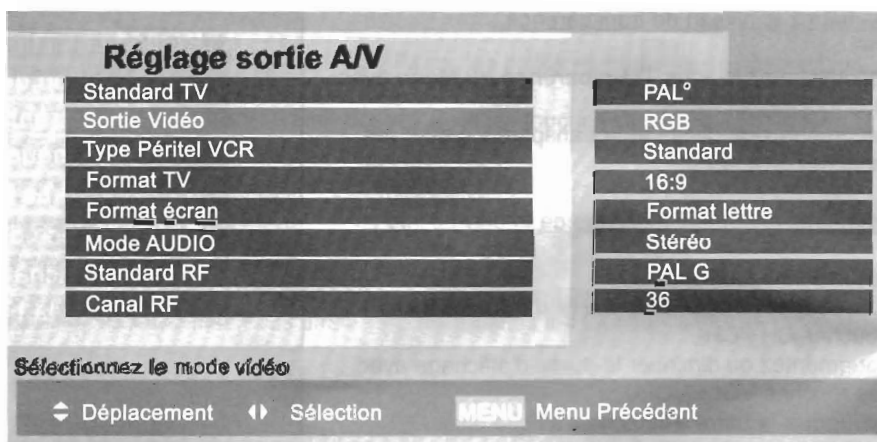 Réglage sortie A/V
Standard TV PAL°
Sortie Vidéo RGB
Type Péritel VCR Standard
Format TV 16:9
Format écran Format lettre
Mode AUDIO Stéréo
Standard RF PAL G
Canal RF 36
Sélectionnez le mode vidéo
Déplacement Sélection MENU Menu Précédent